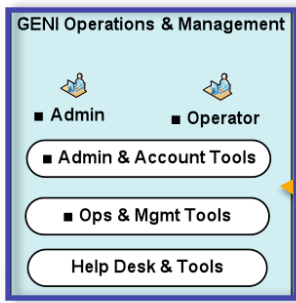 GENI Operations & Management
▪ Admin
▪ Operator
▪ Admin & Account Tools
▪ Ops & Mgmt Tools
Help Desk & Tools